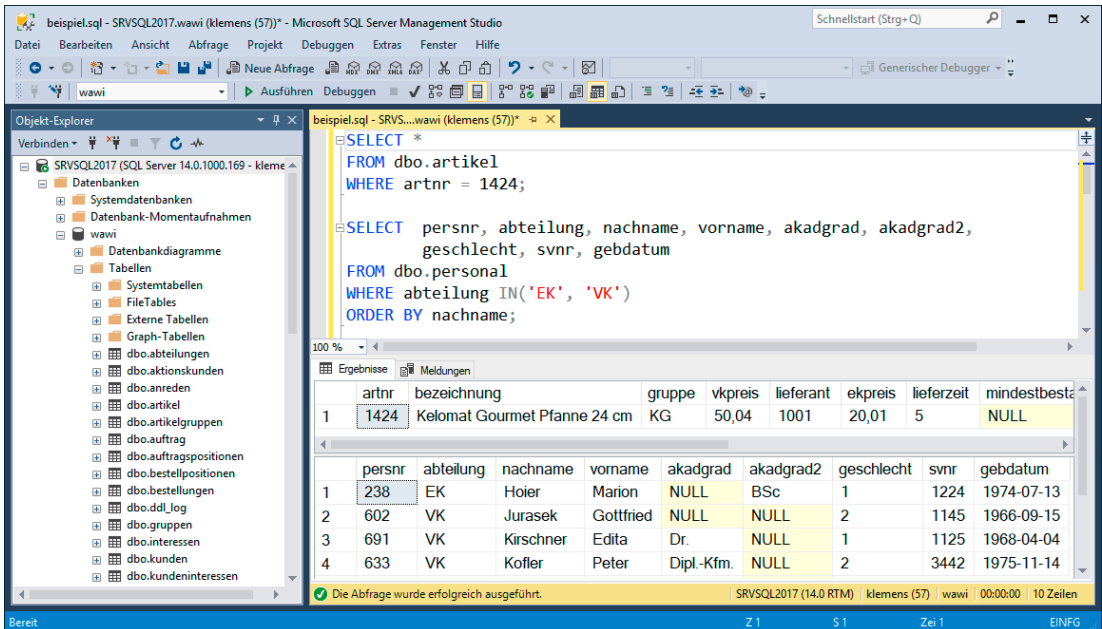 beispiel.sql - SRVSQL2017.wawi (klemens (57))* - Microsoft SQL Server Management Studio
Schnellstart (Strg+Q)
Datei Bearbeiten Ansicht Abfrage Projekt Debuggen Extras Fenster Hilfe
Neue Abfrage MDX DMX XMLA DAX Generischer Debugger
wawi Ausführen Debuggen
Objekt-Explorer
Verbinden
SRVSQL2017 (SQL Server 14.0.1000.169 - kleme
Datenbanken
Systemdatenbanken
Datenbank-Momentaufnahmen
wawi
Datenbankdiagramme
Tabellen
Systemtabellen
FileTables
Externe Tabellen
Graph-Tabellen
dbo.abteilungen
dbo.aktionskunden
dbo.anreden
dbo.artikel
dbo.artikelgruppen
dbo.auftrag
dbo.auftragspositionen
dbo.bestellpositionen
dbo.bestellungen
dbo.ddl_log
dbo.gruppen
dbo.interessen
dbo.kunden
dbo.kundeninteressen
beispiel.sql - SRVS....wawi (klemens (57))*
SELECT *
FROM dbo.artikel
WHERE artnr = 1424;
SELECT persnr, abteilung, nachname, vorname, akadgrad, akadgrad2,
geschlecht, svnr, gebdatum
FROM dbo.personal
WHERE abteilung IN('EK', 'VK')
ORDER BY nachname;
100 %
Ergebnisse Meldungen
artnr bezeichnung gruppe vkpreis lieferant ekpreis lieferzeit mindestbesta
1 1424 Kelomat Gourmet Pfanne 24 cm KG 50,04 1001 20,01 5 NULL
persnr abteilung nachname vorname akadgrad akadgrad2 geschlecht svnr gebdatum
1 238 EK Hoier Marion NULL BSc 1 1224 1974-07-13
2 602 VK Jurasek Gottfried NULL NULL 2 1145 1966-09-15
3 691 VK Kirschner Edita Dr. NULL 1 1125 1968-04-04
4 633 VK Kofler Peter Dipl.-Kfm. NULL 2 3442 1975-11-14
Die Abfrage wurde erfolgreich ausgeführt. SRVSQL2017 (14.0 RTM) klemens (57) wawi 00:00:00 10 Zeilen
Bereit Z 1 S 1 Zei 1 EINFG